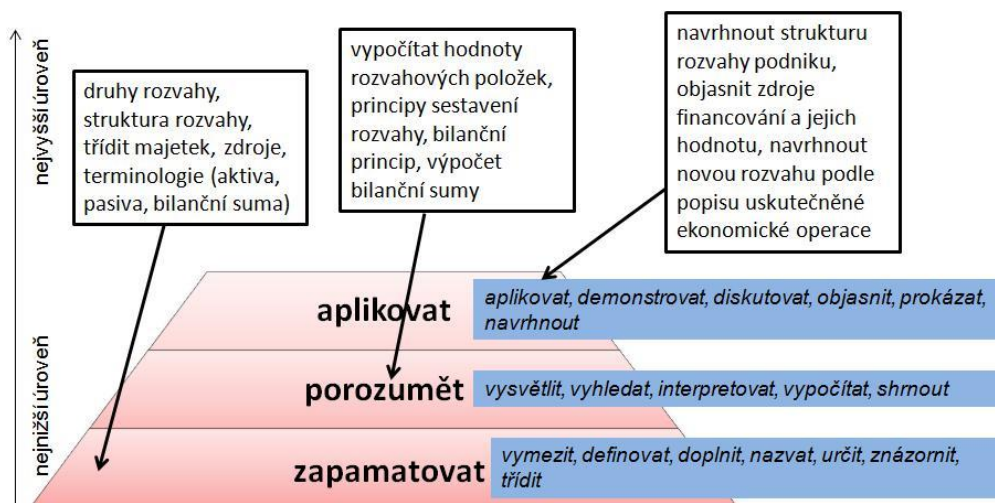 nejvyšší úroveň
nejnižší úroveň
druhy rozvahy,
struktura rozvahy,
třídit majetek, zdroje,
terminologie (aktiva,
pasiva, bilanční suma)
vypočítat hodnoty
rozvahových položek,
principy sestavení
rozvahy, bilanční
princip, výpočet
bilanční sumy
navrhnout strukturu
rozvahy podniku,
objasnit zdroje
financování a jejich
hodnotu, navrhnout
novou rozvahu podle
popisu uskutečněné
ekonomické operace
aplikovat
aplikovat, demonstrovat, diskutovat, objasnit, prokázat,
navrhnout
porozumět
vysvětlit, vyhledat, interpretovat, vypočítat, shrnout
zapamatovat
vymezit, definovat, doplnit, nazvat, určit, znázornit,
třídit